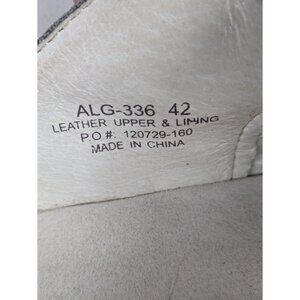 ALG-336 42
LEATHER UPPER & LINING
P.O #: 120729-160
MADE IN CHINA